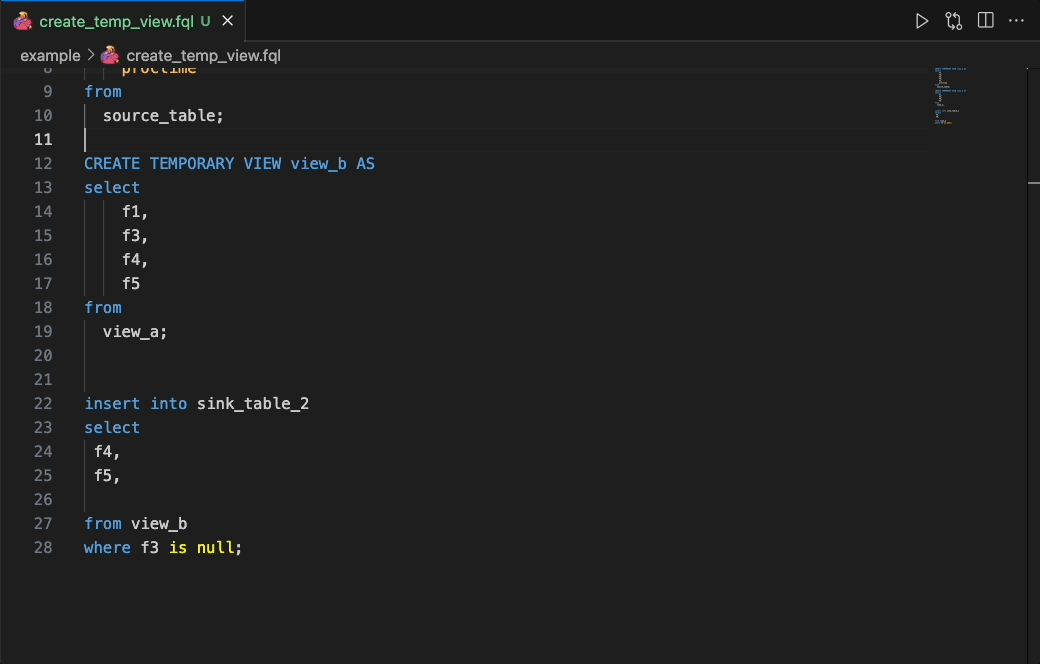 create_temp_view.fql U
example > create_temp_view.fql
8 proctime
9 from
10 source_table;
11
12 CREATE TEMPORARY VIEW view_b AS
13 select
14 f1,
15 f3,
16 f4,
17 f5
18 from
19 view_a;
20
21
22 insert into sink_table_2
23 select
24 f4,
25 f5,
26
27 from view_b
28 where f3 is null;